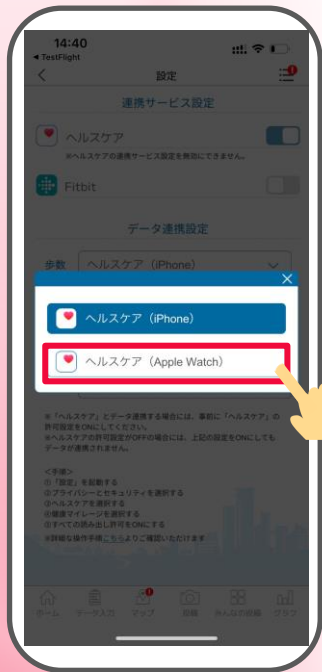 14:40
◀ TestFlight
設定
連携サービス設定
ヘルスケア
※ヘルスケアの連携サービス設定を無効にできません。
Fitbit
データ連携設定
歩数
ヘルスケア（iPhone）
ヘルスケア（iPhone）
ヘルスケア（Apple Watch）
※「ヘルスケア」とデータ連携する場合には、事前に「ヘルスケア」の
許可設定をONにしてください。
※ヘルスケアの許可設定がOFFの場合には、上記の設定をONにしても
データが連携されません。
＜手順＞
①「設定」を起動する
②プライバシーとセキュリティを選択する
③ヘルスケアを選択する
④健康マイレージを選択する
⑤すべての読み出し許可をONにする
※詳細な操作手順こちらよりご確認いただけます
ホーム
データ入力
マップ
投稿
みんなの投稿
グラフ